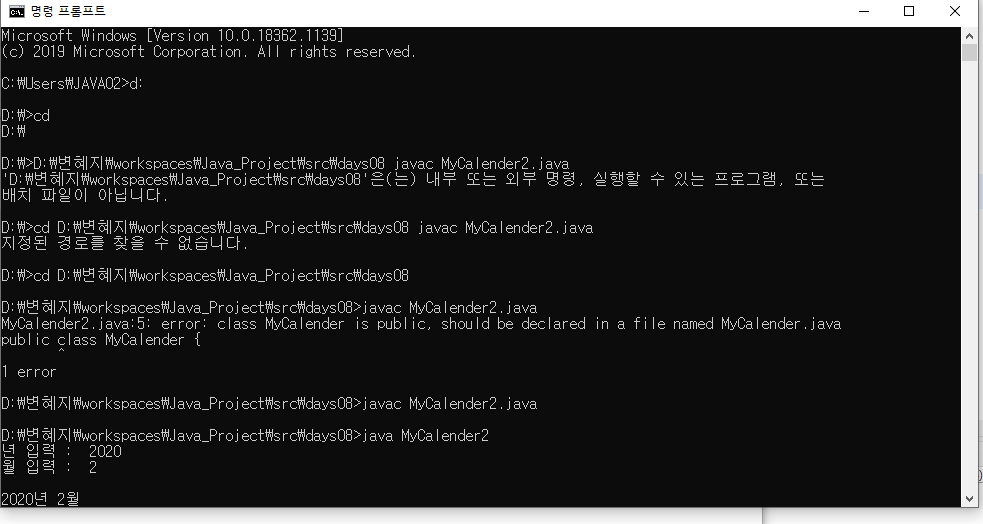 명령 프롬프트
Microsoft Windows [Version 10.0.18362.1139]
(c) 2019 Microsoft Corporation. All rights reserved.
C:₩Users₩JAVA02>d:
D:₩>cd
D:₩
D:₩>D:₩변혜지₩workspaces₩Java_Project₩src₩days08 javac MyCalender2.java
'D:₩변혜지₩workspaces₩Java_Project₩src₩days08'은(는) 내부 또는 외부 명령, 실행할 수 있는 프로그램, 또는
배치 파일이 아닙니다.
D:₩>cd D:₩변혜지₩workspaces₩Java_Project₩src₩days08 javac MyCalender2.java
지정된 경로를 찾을 수 없습니다.
D:₩>cd D:₩변혜지₩workspaces₩Java_Project₩src₩days08
D:₩변혜지₩workspaces₩Java_Project₩src₩days08>javac MyCalender2.java
MyCalender2.java:5: error: class MyCalender is public, should be declared in a file named MyCalender.java
public class MyCalender {
^
1 error
D:₩변혜지₩workspaces₩Java_Project₩src₩days08>javac MyCalender2.java
D:₩변혜지₩workspaces₩Java_Project₩src₩days08>java MyCalender2
년 입력 : 2020
월 입력 : 2
2020년 2월